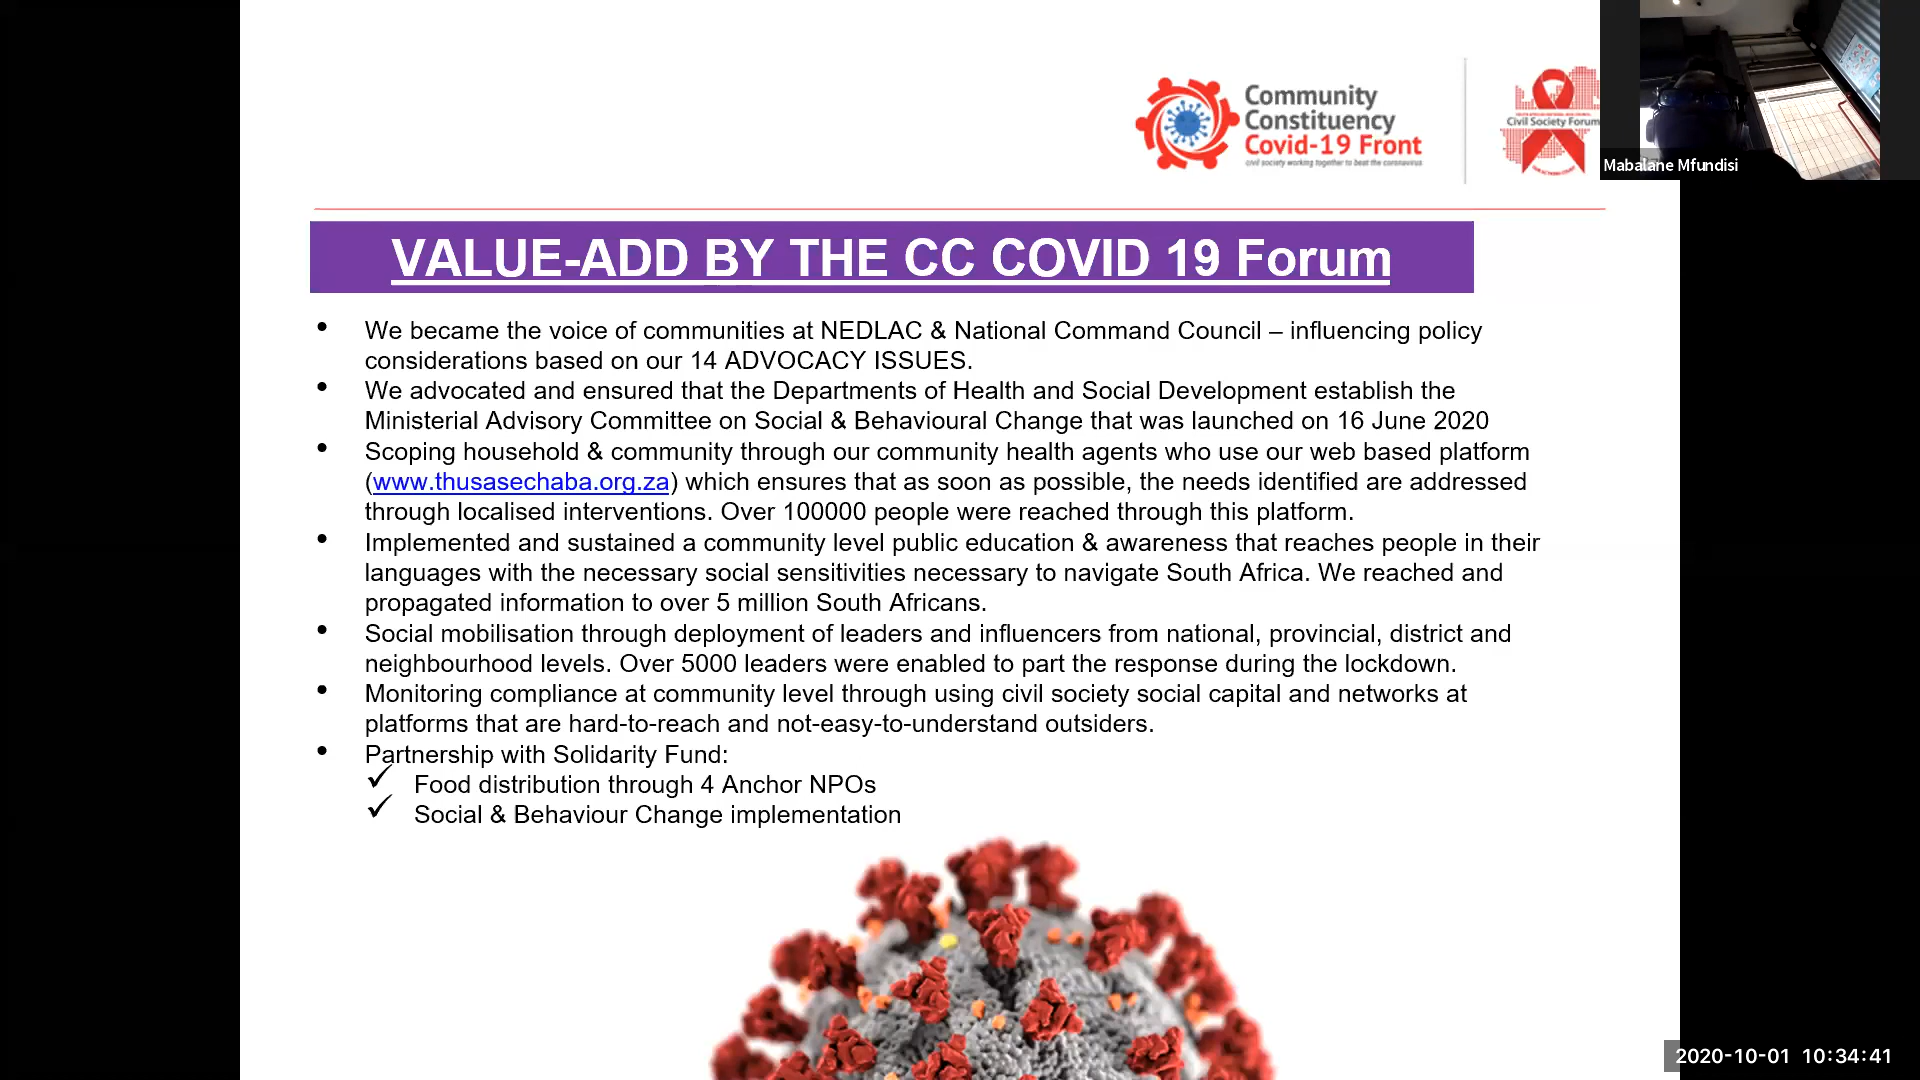 Community
Constituency
Covid-19 Front
civil society working together to beat the coronavirus
Civil Society Forum
Mabalane Mfundisi
VALUE-ADD BY THE CC COVID 19 Forum
• We became the voice of communities at NEDLAC & National Command Council – influencing policy
considerations based on our 14 ADVOCACY ISSUES.
• We advocated and ensured that the Departments of Health and Social Development establish the
Ministerial Advisory Committee on Social & Behavioural Change that was launched on 16 June 2020
• Scoping household & community through our community health agents who use our web based platform
(www.thusasechaba.org.za) which ensures that as soon as possible, the needs identified are addressed
through localised interventions. Over 100000 people were reached through this platform.
• Implemented and sustained a community level public education & awareness that reaches people in their
languages with the necessary social sensitivities necessary to navigate South Africa. We reached and
propagated information to over 5 million South Africans.
• Social mobilisation through deployment of leaders and influencers from national, provincial, district and
neighbourhood levels. Over 5000 leaders were enabled to part the response during the lockdown.
• Monitoring compliance at community level through using civil society social capital and networks at
platforms that are hard-to-reach and not-easy-to-understand outsiders.
• Partnership with Solidarity Fund:
✓ Food distribution through 4 Anchor NPOs
✓ Social & Behaviour Change implementation
2020-10-01 10:34:41